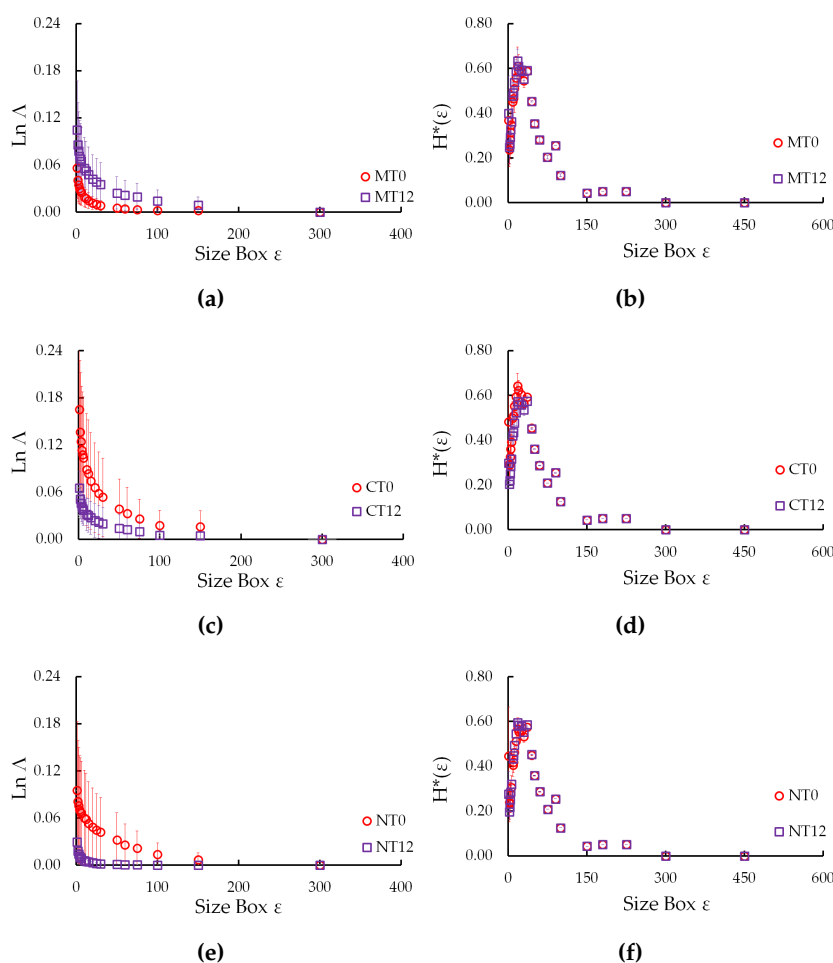 0.24
0.18
0.12
0.06
0.00
Ln Λ
0 100 200 300 400
Size Box ε
MT0
MT12
(a)
0.80
0.60
0.40
0.20
0.00
H*(ε)
0 150 300 450 600
Size Box ε
MT0
MT12
(b)
0.24
0.18
0.12
0.06
0.00
Ln Λ
0 100 200 300 400
Size Box ε
CT0
CT12
(c)
0.80
0.60
0.40
0.20
0.00
H*(ε)
0 150 300 450 600
Size Box ε
CT0
CT12
(d)
0.24
0.18
0.12
0.06
0.00
Ln Λ
0 100 200 300 400
Size Box ε
NT0
NT12
(e)
0.80
0.60
0.40
0.20
0.00
H*(ε)
0 150 300 450 600
Size Box ε
NT0
NT12
(f)